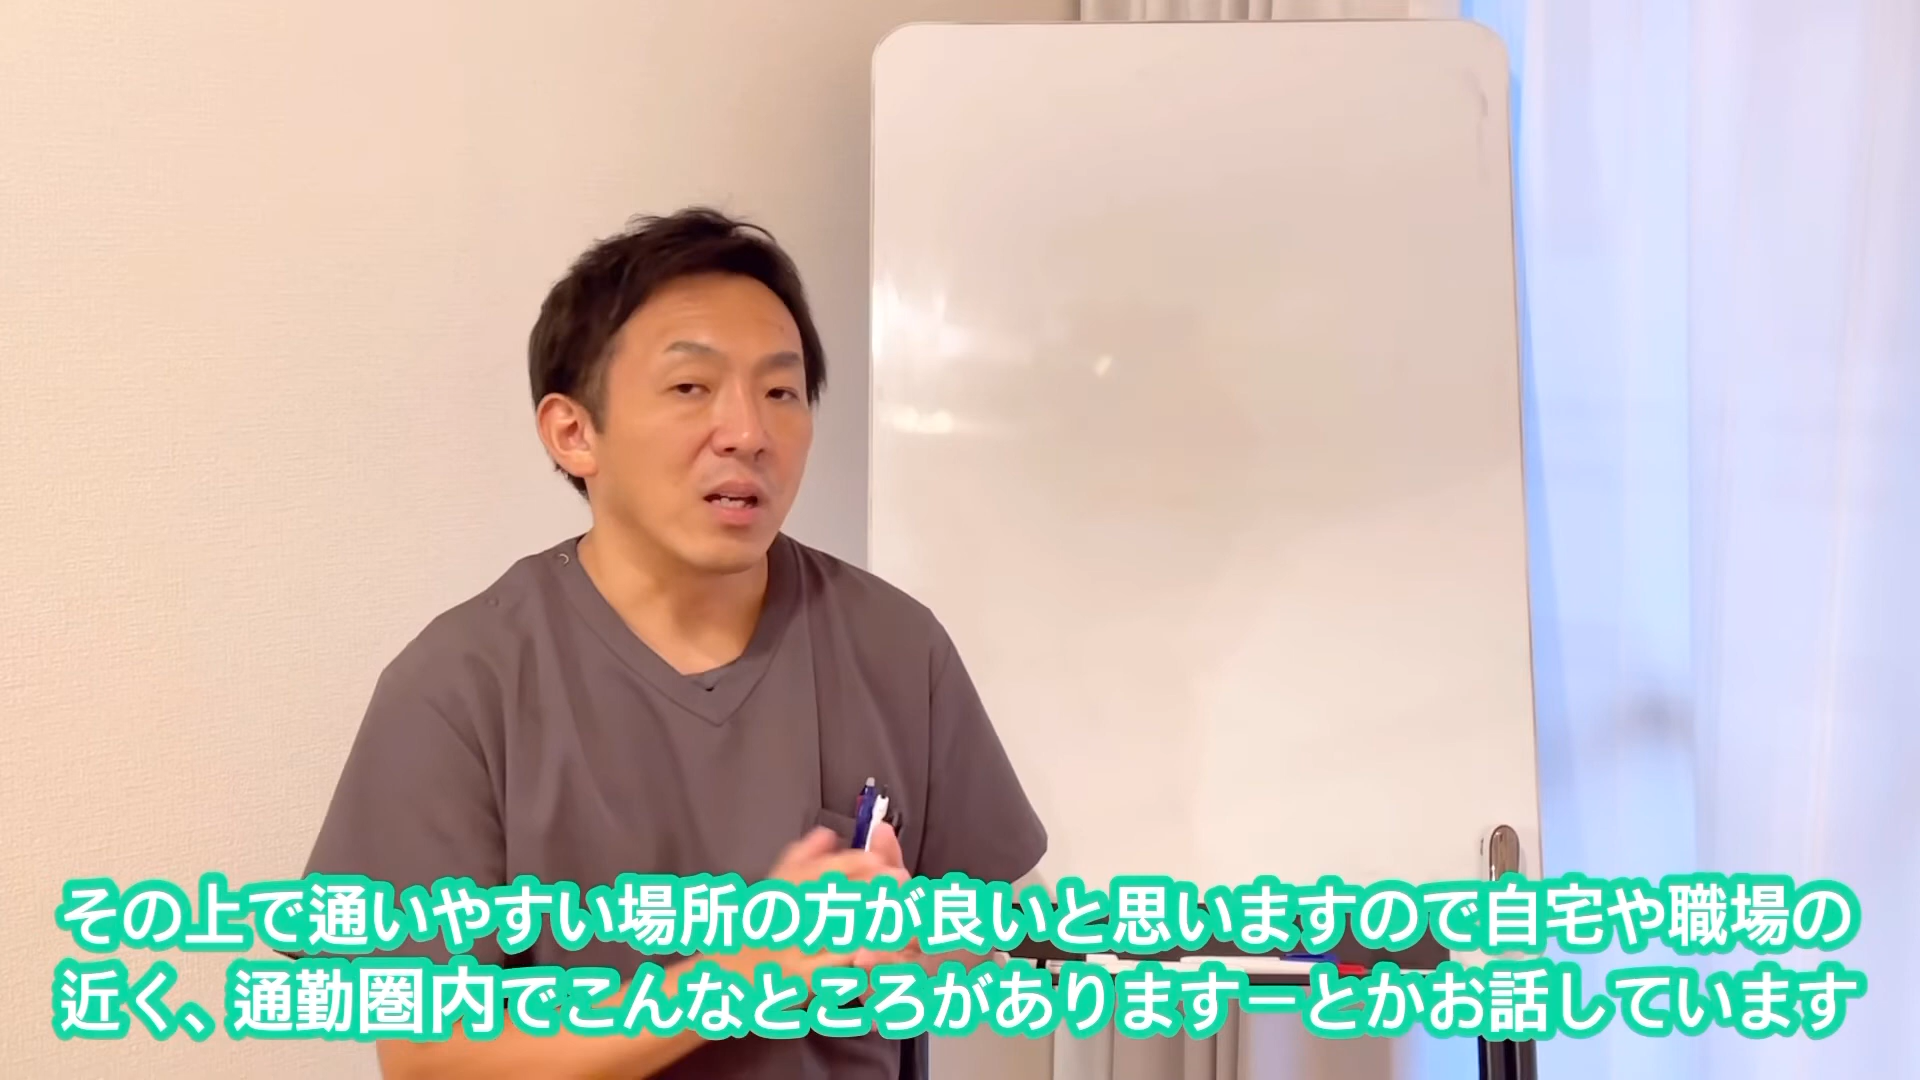 その上で通いやすい場所の方が良いと思いますので自宅や職場の
近く、通勤圏内でこんなところがありますーとかお話しています